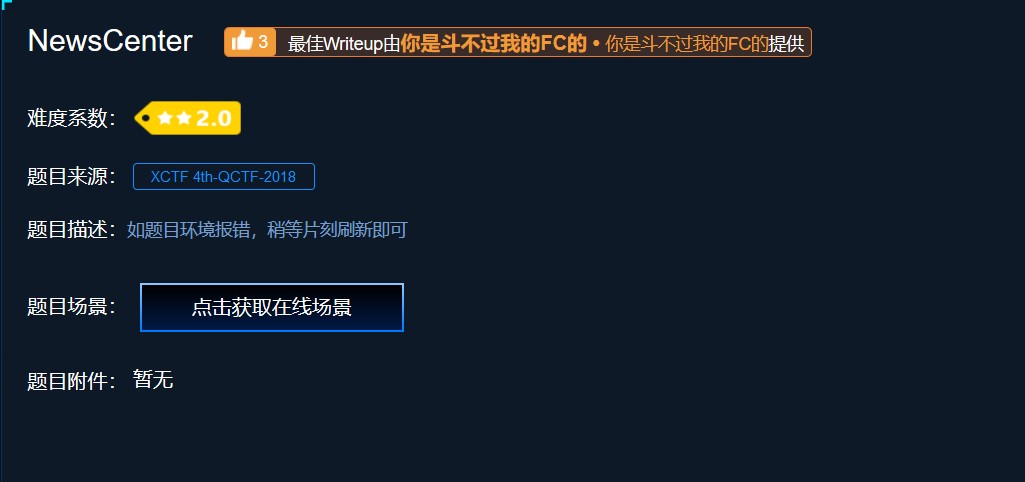 NewsCenter 3 最佳Writeup由你是斗不过我的FC的 • 你是斗不过我的FC的提供
难度系数： 2.0
题目来源： XCTF 4th-QCTF-2018
题目描述：如题目环境报错，稍等片刻刷新即可
题目场景： 点击获取在线场景
题目附件： 暂无